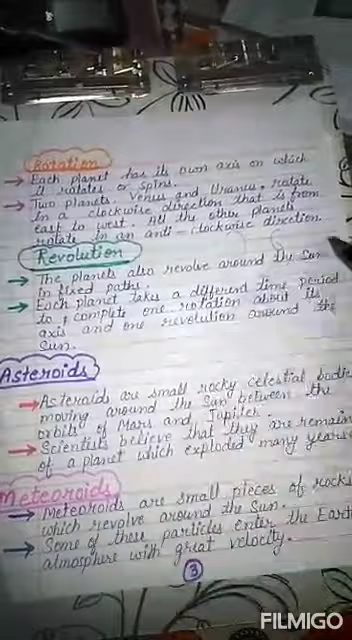 Rotation
→ Each planet has its own axis on which
it rotates or spins.
→ Two planets. Venus and Uranus, rotate
in a clockwise direction that is from
east to west. All the other planets
rotate in an anti-clockwise direction.
Revolution
→ The planets also revolve around the Sun
in fixed paths.
→ Each planet takes a different time period
to complete one rotation about its
axis and one revolution around the
Sun.
Asteroids
→ Asteroids are small rocky celestial bodie
moving around the Sun between the
orbits of Mars and Jupiter.
→ Scientists believe that they are remain
of a planet which exploded many years
Meteoroids
→ Meteoroids are small pieces of rocks
which revolve around the Sun.
→ Some of these particles enter the Earth
atmosphere with great velocity.
3
FILMIGO